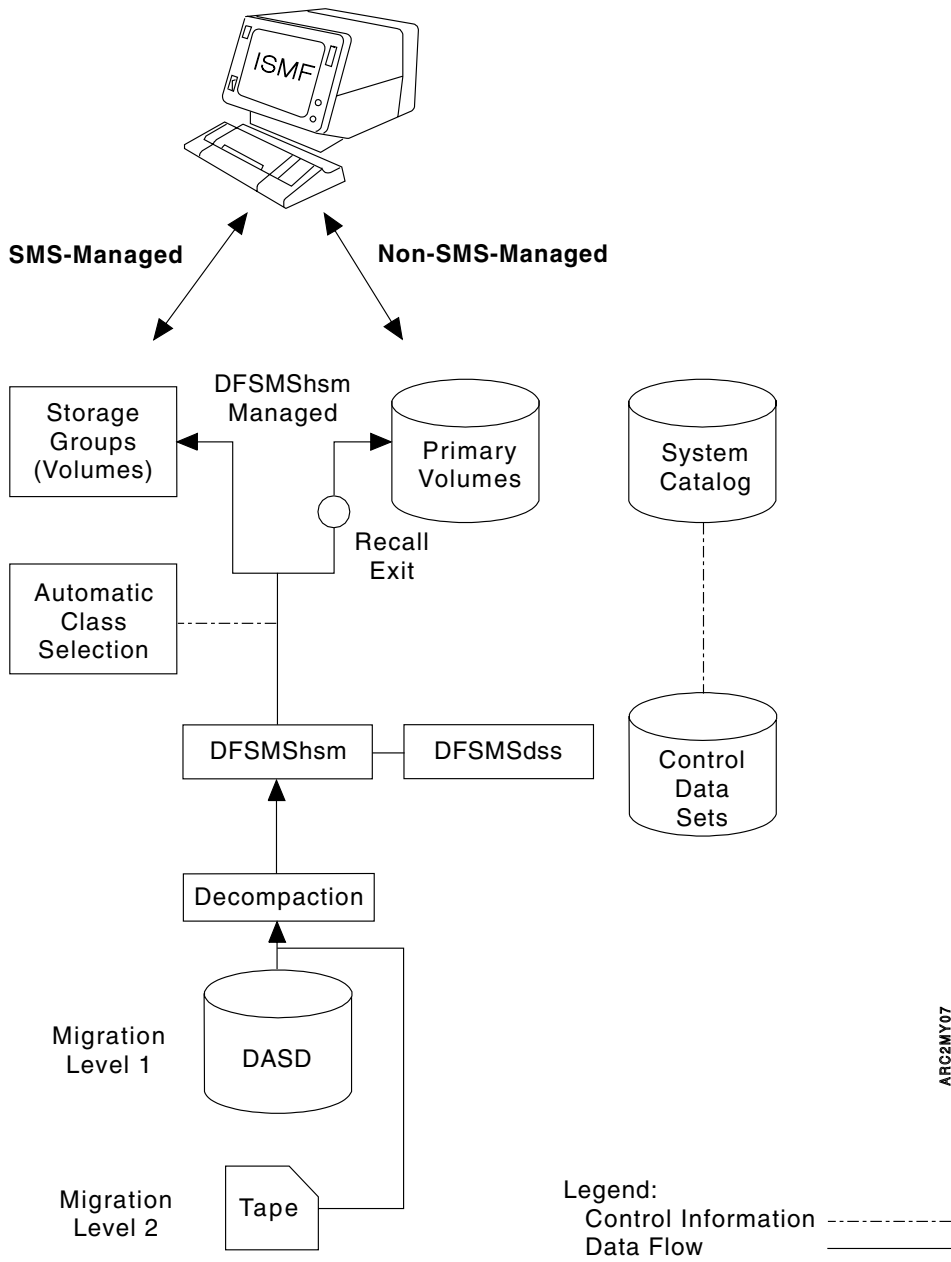 ISMF
SMS-Managed
Non-SMS-Managed
DFSMShsm
Managed
Storage
Groups
(Volumes)
Primary
Volumes
System
Catalog
Recall
Exit
Automatic
Class
Selection
DFSMShsm
DFSMSdss
Control
Data
Sets
Decompaction
Migration
Level 1
DASD
ARC2MY07
Migration
Level 2
Tape
Legend:
Control Information
Data Flow